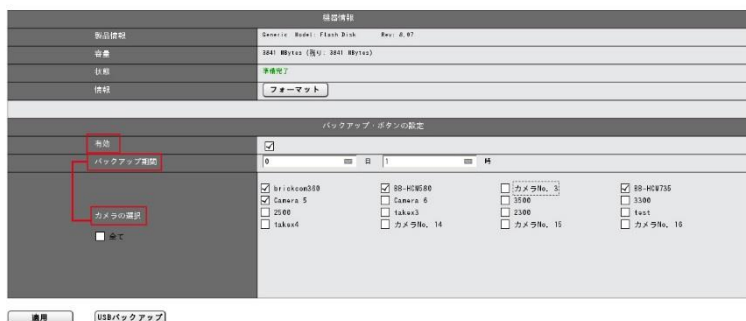 機器情報
製品情報 Generic Model: Flash Disk Rev: 8.07
容量 3841 MBytes (残り: 3841 MBytes)
状態 準備完了
情報 フォーマット
バックアップ・ボタンの設定
有効
バックアップ期間 0 日 1 時
カメラの選択
全て
brickcom360 BB-HCM580 カメラNo. 3 BB-HCM735
Camera 5 Camera 6 3500 3300
2500 takex3 2300 test
takex4 カメラNo. 14 カメラNo. 15 カメラNo. 16
適用 USBバックアップ